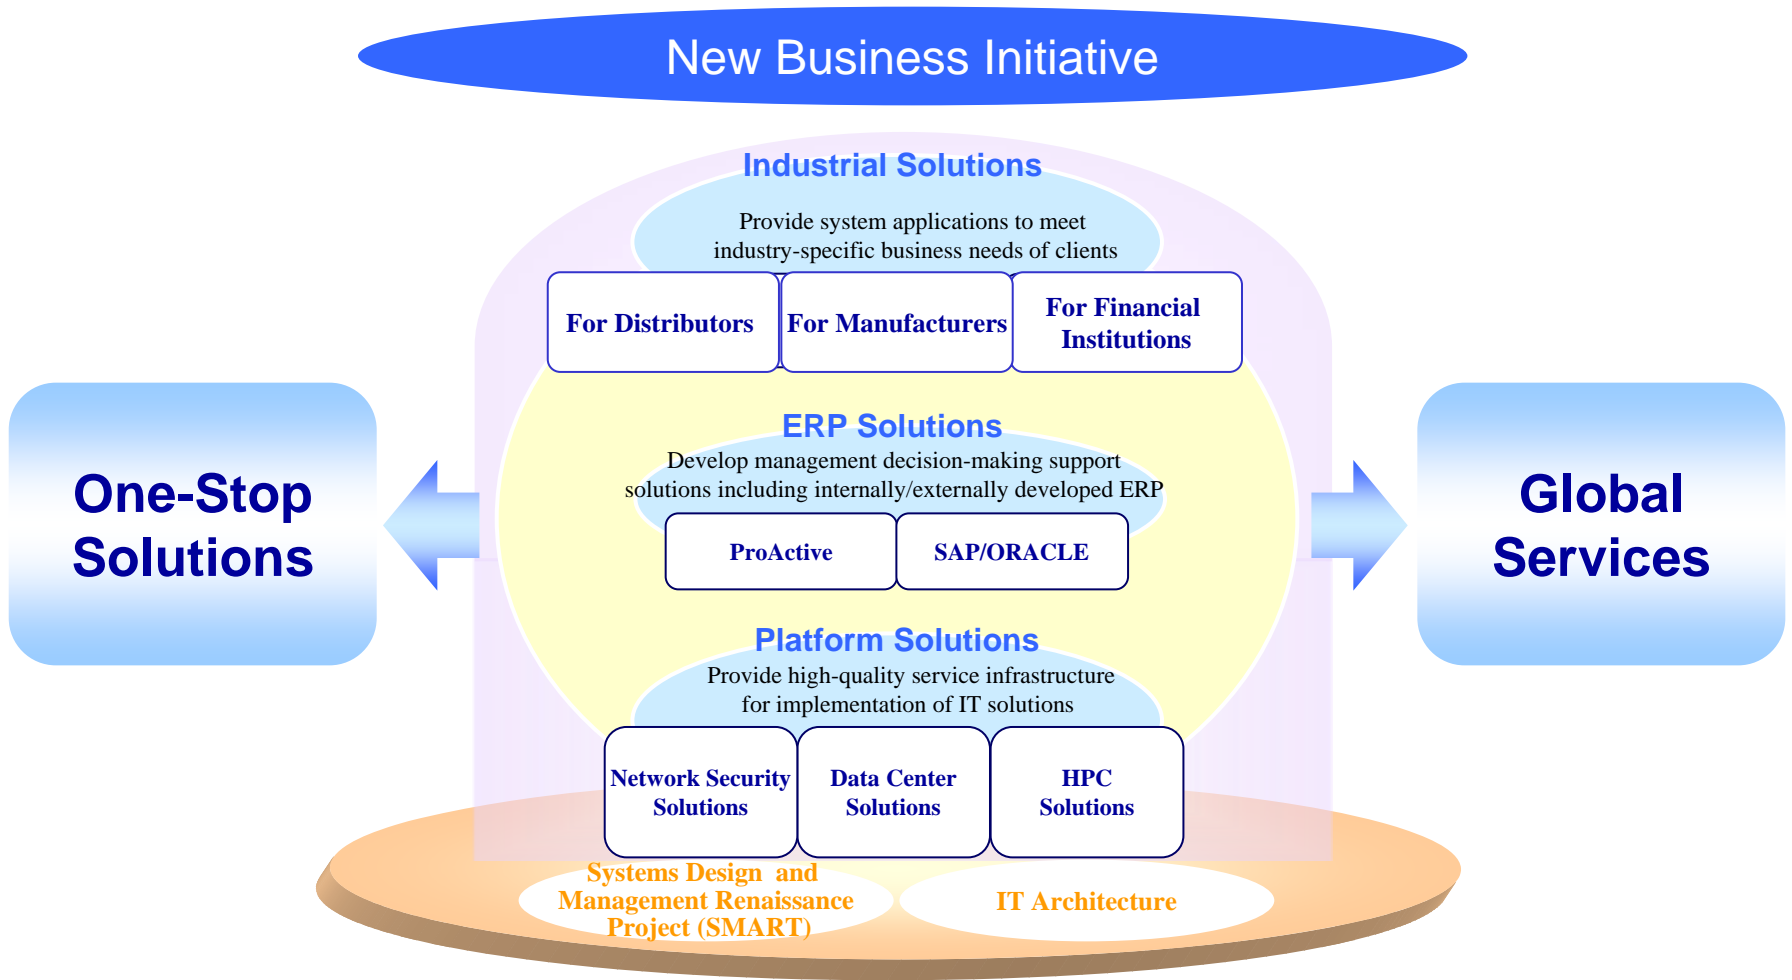 New Business Initiative
Industrial Solutions
Provide system applications to meet
industry-specific business needs of clients
For Distributors
For Manufacturers
For Financial
Institutions
One-Stop
Solutions
ERP Solutions
Develop management decision-making support
solutions including internally/externally developed ERP
ProActive
SAP/ORACLE
Global
Services
Platform Solutions
Provide high-quality service infrastructure
for implementation of IT solutions
Network Security
Solutions
Data Center
Solutions
HPC
Solutions
Systems Design and
Management Renaissance
Project (SMART)
IT Architecture